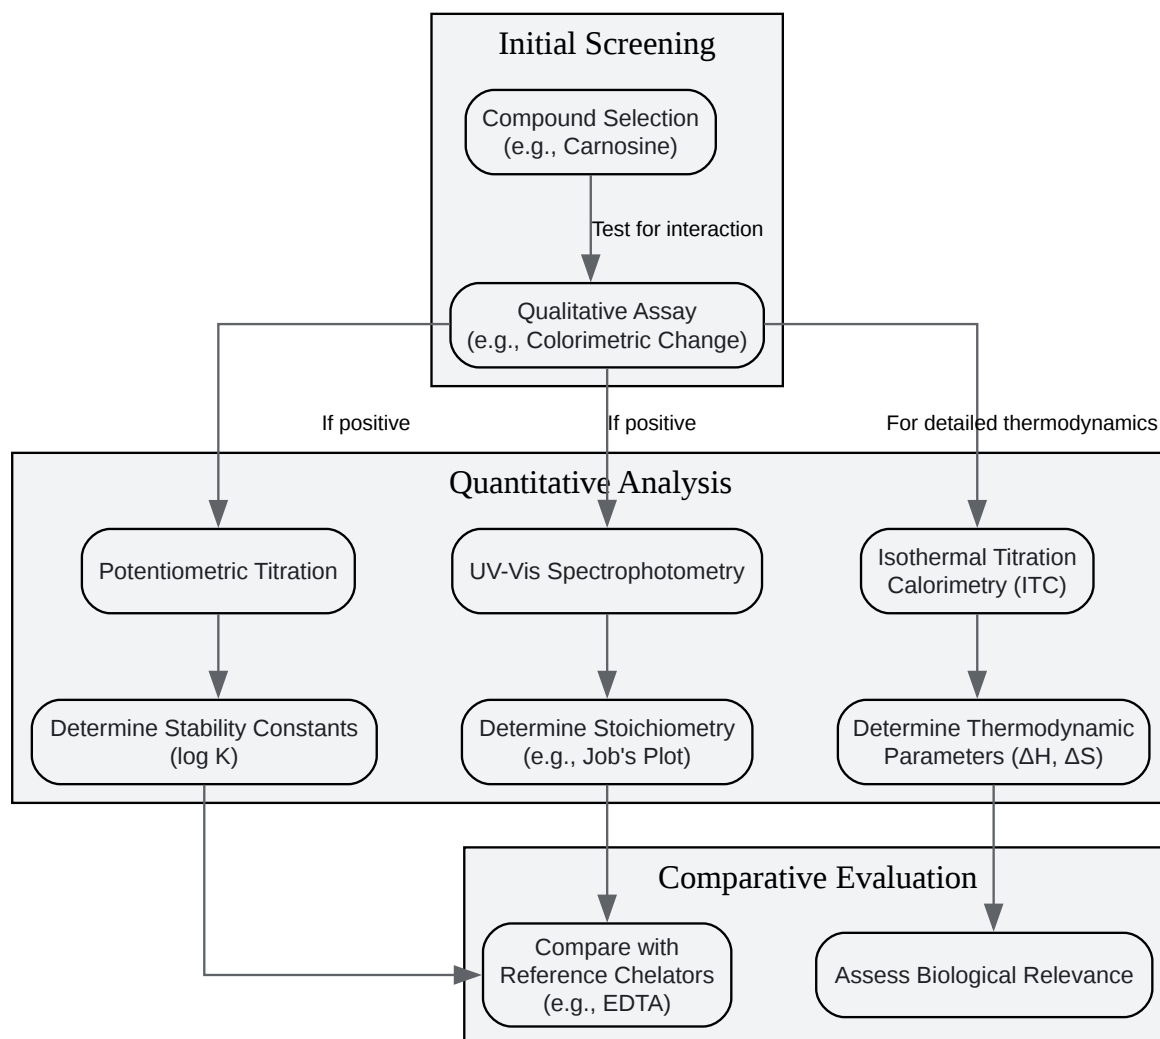 Initial Screening
Compound Selection
(e.g., Carnosine)
Test for interaction
Qualitative Assay
(e.g., Colorimetric Change)
If positive
If positive
For detailed thermodynamics
Quantitative Analysis
Potentiometric Titration
UV-Vis Spectrophotometry
Isothermal Titration
Calorimetry (ITC)
Determine Stability Constants
(log K)
Determine Stoichiometry
(e.g., Job's Plot)
Determine Thermodynamic
Parameters (ΔH, ΔS)
Comparative Evaluation
Compare with
Reference Chelators
(e.g., EDTA)
Assess Biological Relevance